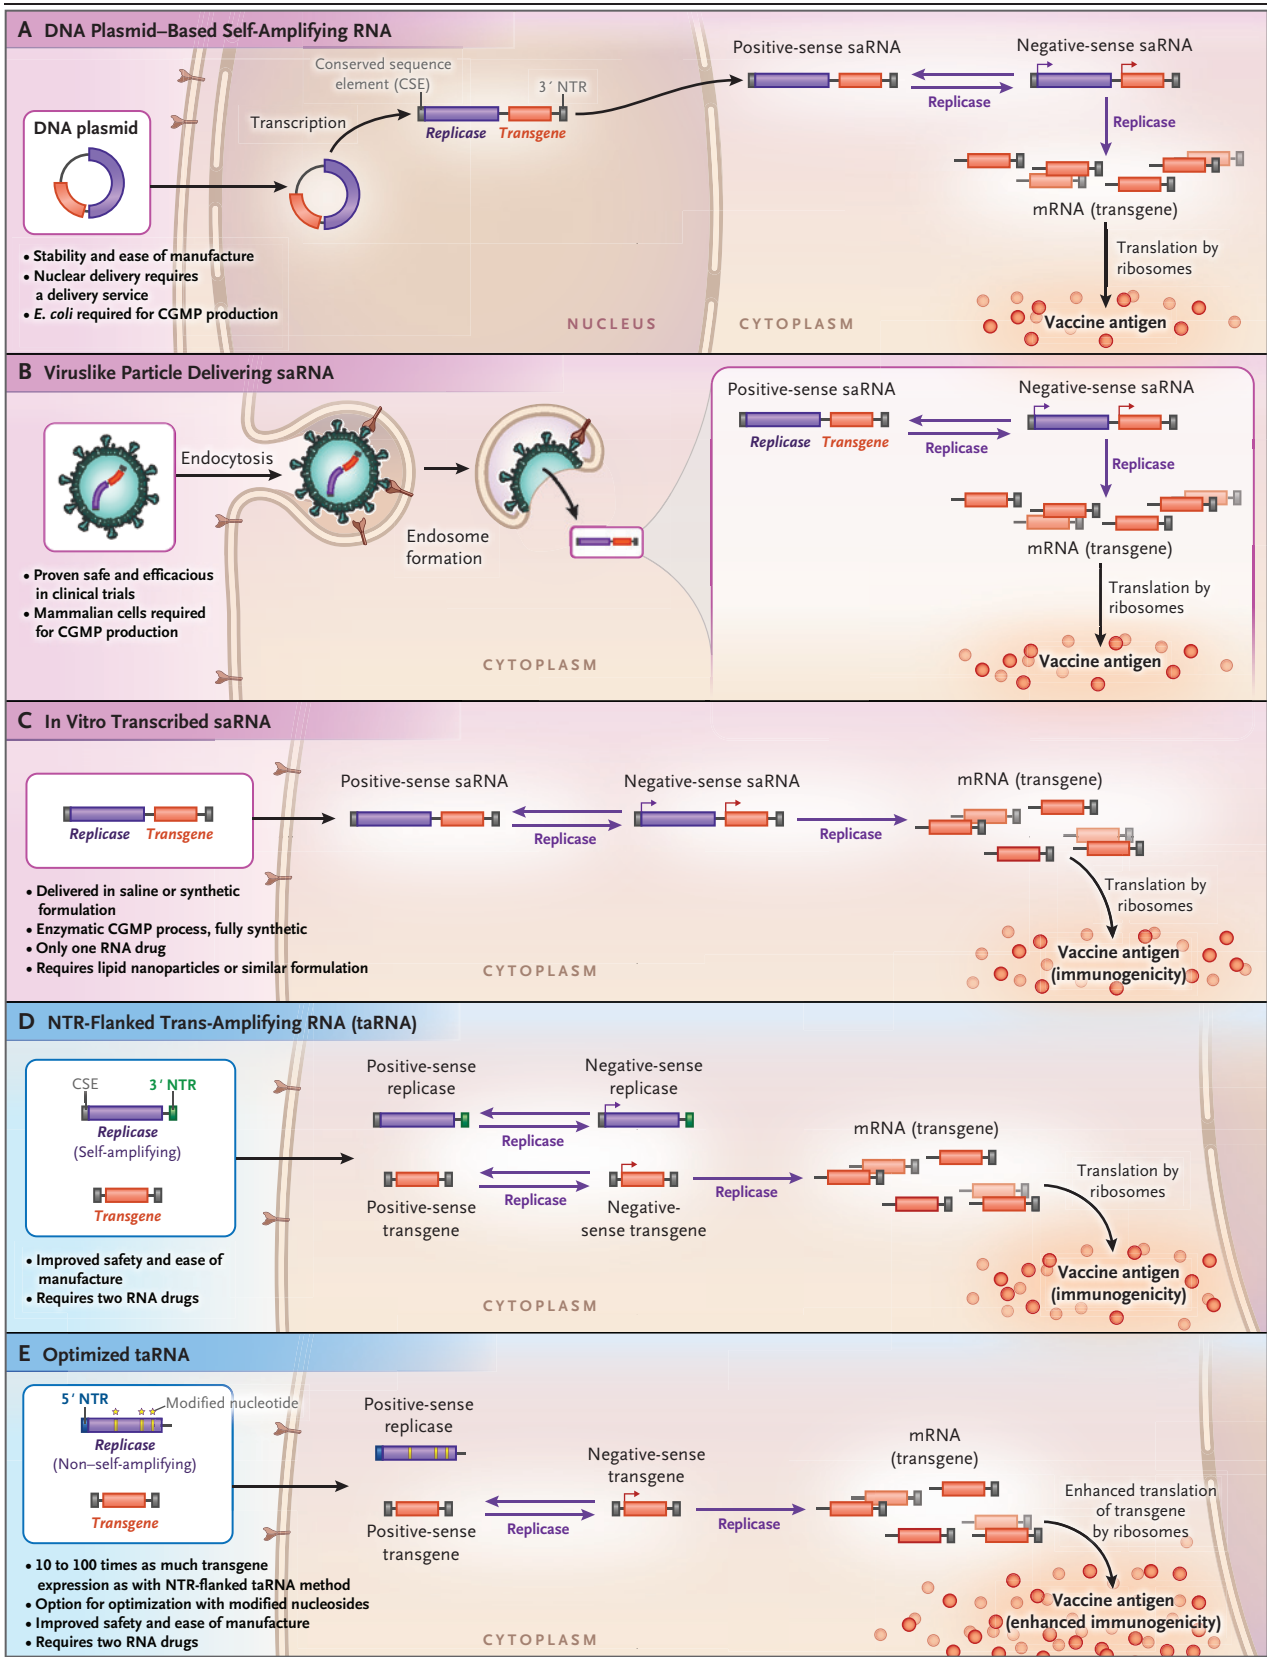 A DNA Plasmid–Based Self-Amplifying RNA
Conserved sequence
element (CSE)
3´ NTR
Transcription
Replicase Transgene
DNA plasmid
• Stability and ease of manufacture
• Nuclear delivery requires
a delivery service
• E. coli required for CGMP production
NUCLEUS
CYTOPLASM
Positive-sense saRNA
Negative-sense saRNA
Replicase
Replicase
mRNA (transgene)
Translation by
ribosomes
Vaccine antigen
B Viruslike Particle Delivering saRNA
Endocytosis
Endosome
formation
• Proven safe and efficacious
in clinical trials
• Mammalian cells required
for CGMP production
CYTOPLASM
Positive-sense saRNA
Replicase Transgene
Negative-sense saRNA
Replicase
Replicase
mRNA (transgene)
Translation by
ribosomes
Vaccine antigen
C In Vitro Transcribed saRNA
Replicase Transgene
• Delivered in saline or synthetic
formulation
• Enzymatic CGMP process, fully synthetic
• Only one RNA drug
• Requires lipid nanoparticles or similar formulation
Positive-sense saRNA
Negative-sense saRNA
Replicase
Replicase
mRNA (transgene)
Translation by
ribosomes
Vaccine antigen
(immunogenicity)
CYTOPLASM
D NTR-Flanked Trans-Amplifying RNA (taRNA)
CSE
3´ NTR
Replicase
(Self-amplifying)
Transgene
• Improved safety and ease of
manufacture
• Requires two RNA drugs
Positive-sense
replicase
Negative-sense
replicase
Replicase
Replicase
Positive-sense
transgene
Negative-
sense transgene
Replicase
mRNA (transgene)
Translation by
ribosomes
Vaccine antigen
(immunogenicity)
CYTOPLASM
E Optimized taRNA
5´ NTR
Modified nucleotide
Replicase
(Non–self-amplifying)
Transgene
• 10 to 100 times as much transgene
expression as with NTR-flanked taRNA method
• Option for optimization with modified nucleosides
• Improved safety and ease of manufacture
• Requires two RNA drugs
Positive-sense
replicase
Negative-sense
transgene
Replicase
Positive-sense
transgene
Replicase
mRNA
(transgene)
Enhanced translation
of transgene
by ribosomes
Vaccine antigen
(enhanced immunogenicity)
CYTOPLASM